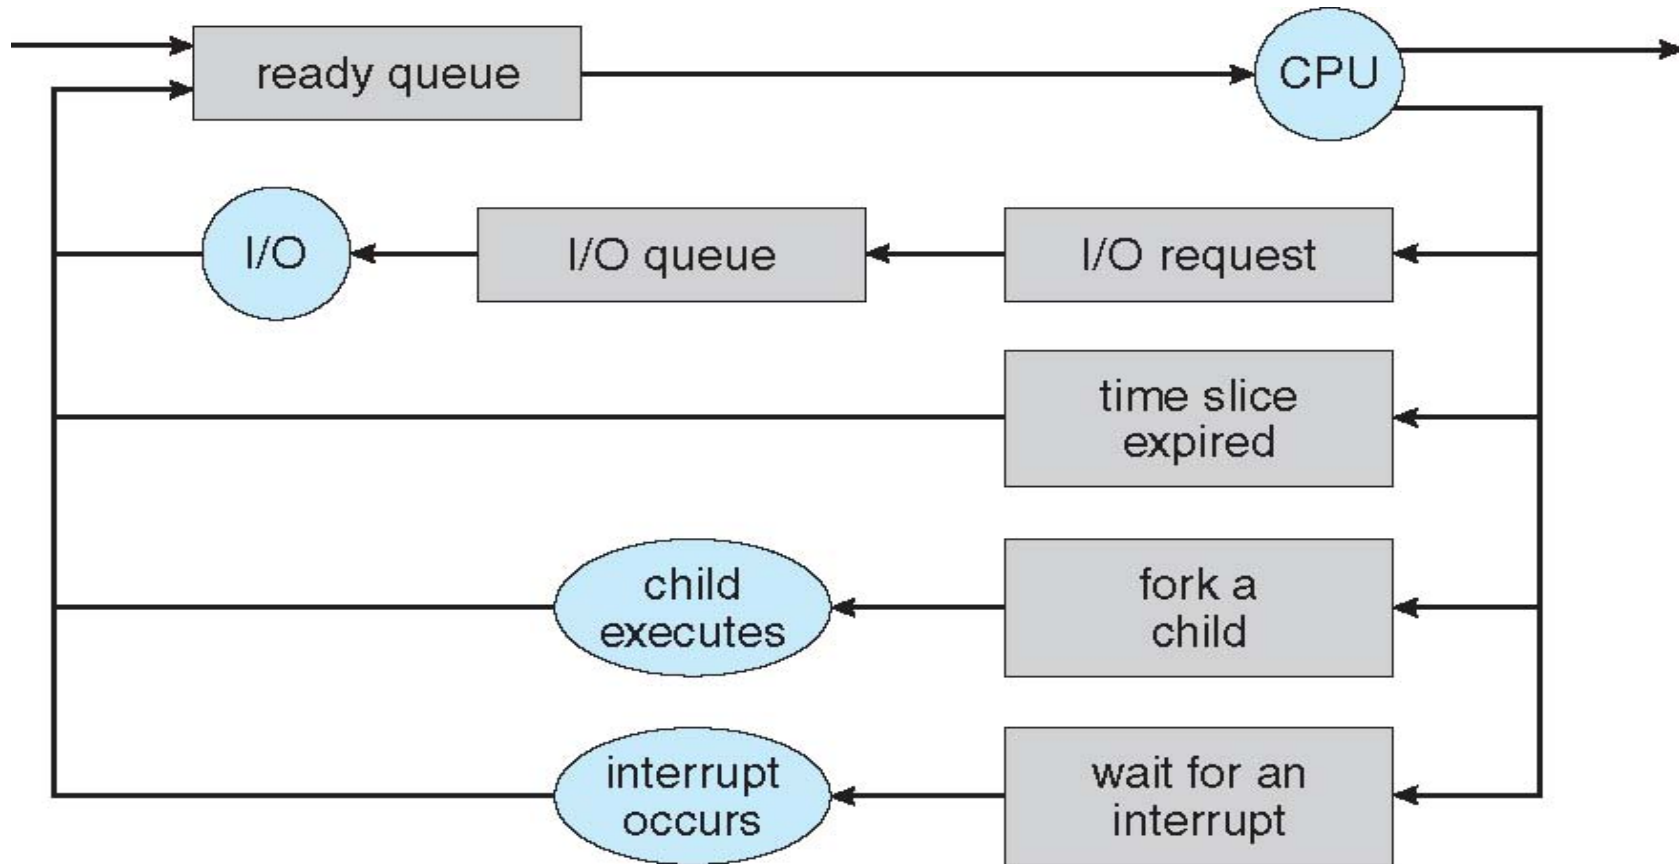 ready queue
CPU
I/O
I/O queue
I/O request
time slice
expired
child
executes
fork a
child
interrupt
occurs
wait for an
interrupt